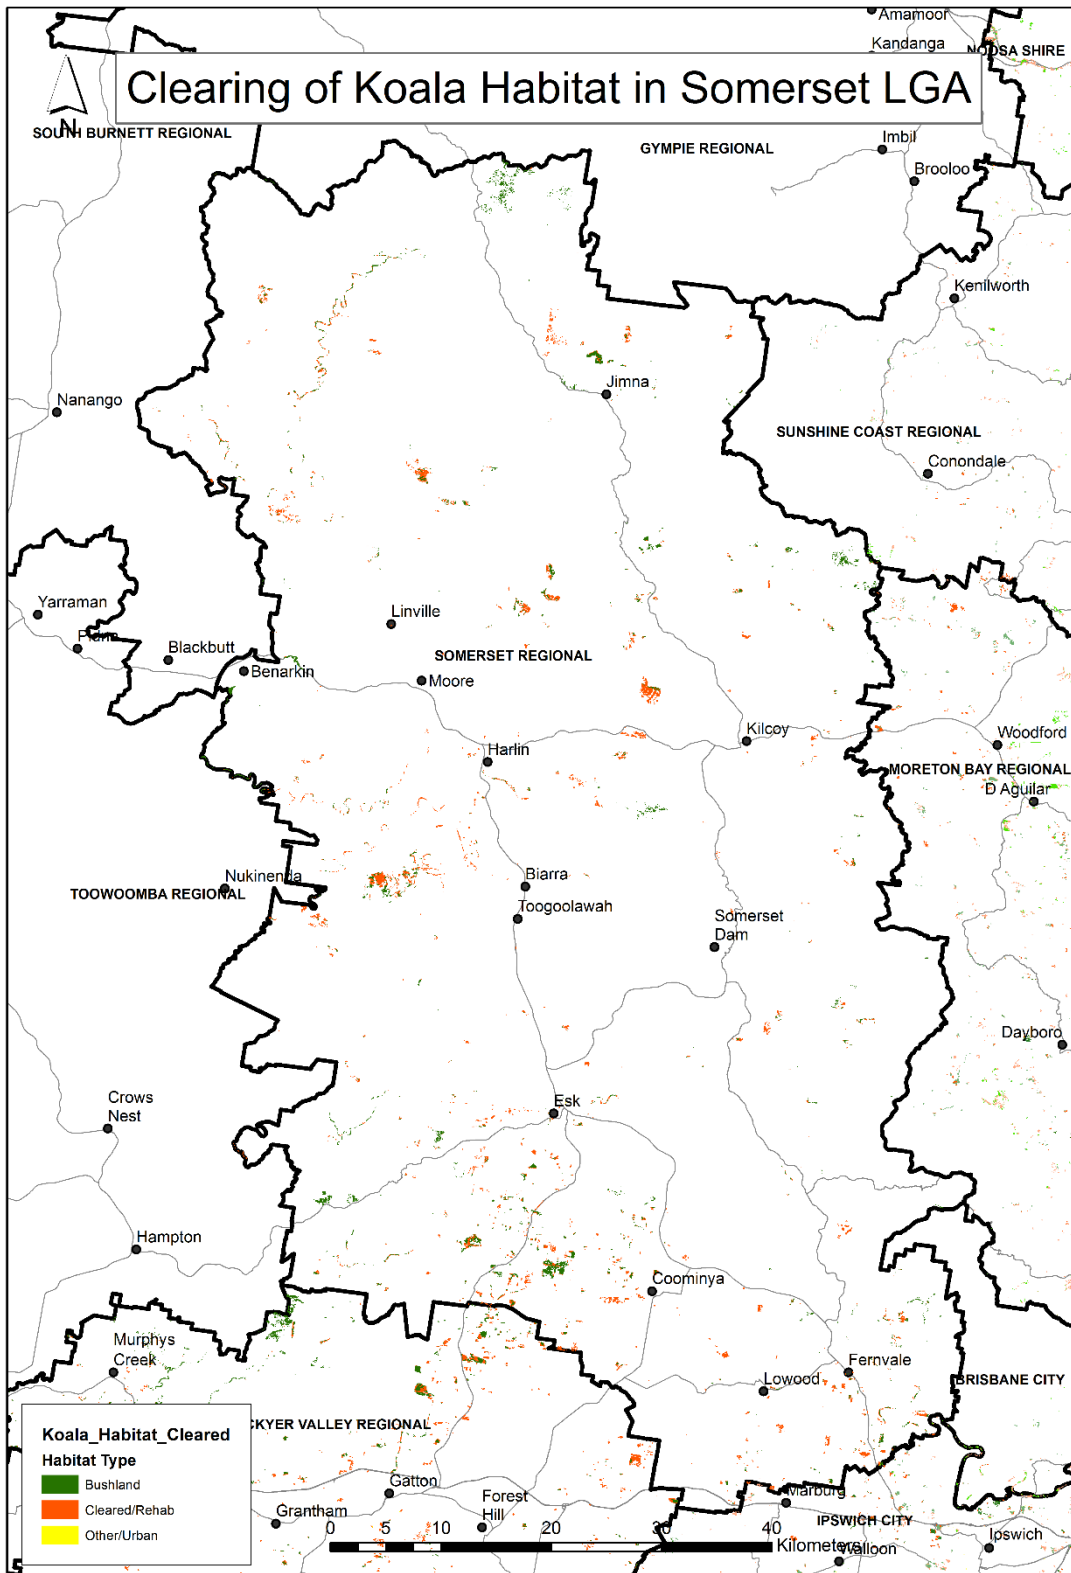 Amamoor
Kandanga
NOOSA SHIRE
Clearing of Koala Habitat in Somerset LGA
N
SOUTH BURNETT REGIONAL
GYMPIE REGIONAL
Imbil
Brooloo
Kenilworth
Jimna
Nanango
SUNSHINE COAST REGIONAL
Conondale
Yarraman
Linville
Blackbutt
SOMERSET REGIONAL
Benarkin
Moore
Kilcoy
Woodford
Harlin
MORETON BAY REGIONAL
D Aguilar
Nukinenda
Biarra
TOOWOOMBA REGIONAL
Toogoolawah
Somerset
Dam
Dayboro
Crows
Nest
Esk
Hampton
Coominya
Murphys
Creek
Fernvale
Lowood
BRISBANE CITY
CKYER VALLEY REGIONAL
Koala_Habitat_Cleared
Habitat Type
Bushland
Cleared/Rehab
Other/Urban
Gatton
Grantham
Forest
Hill
Marburg
IPSWICH CITY
Ipswich
0 5 10 20 30 40
Kilometers
Walloon